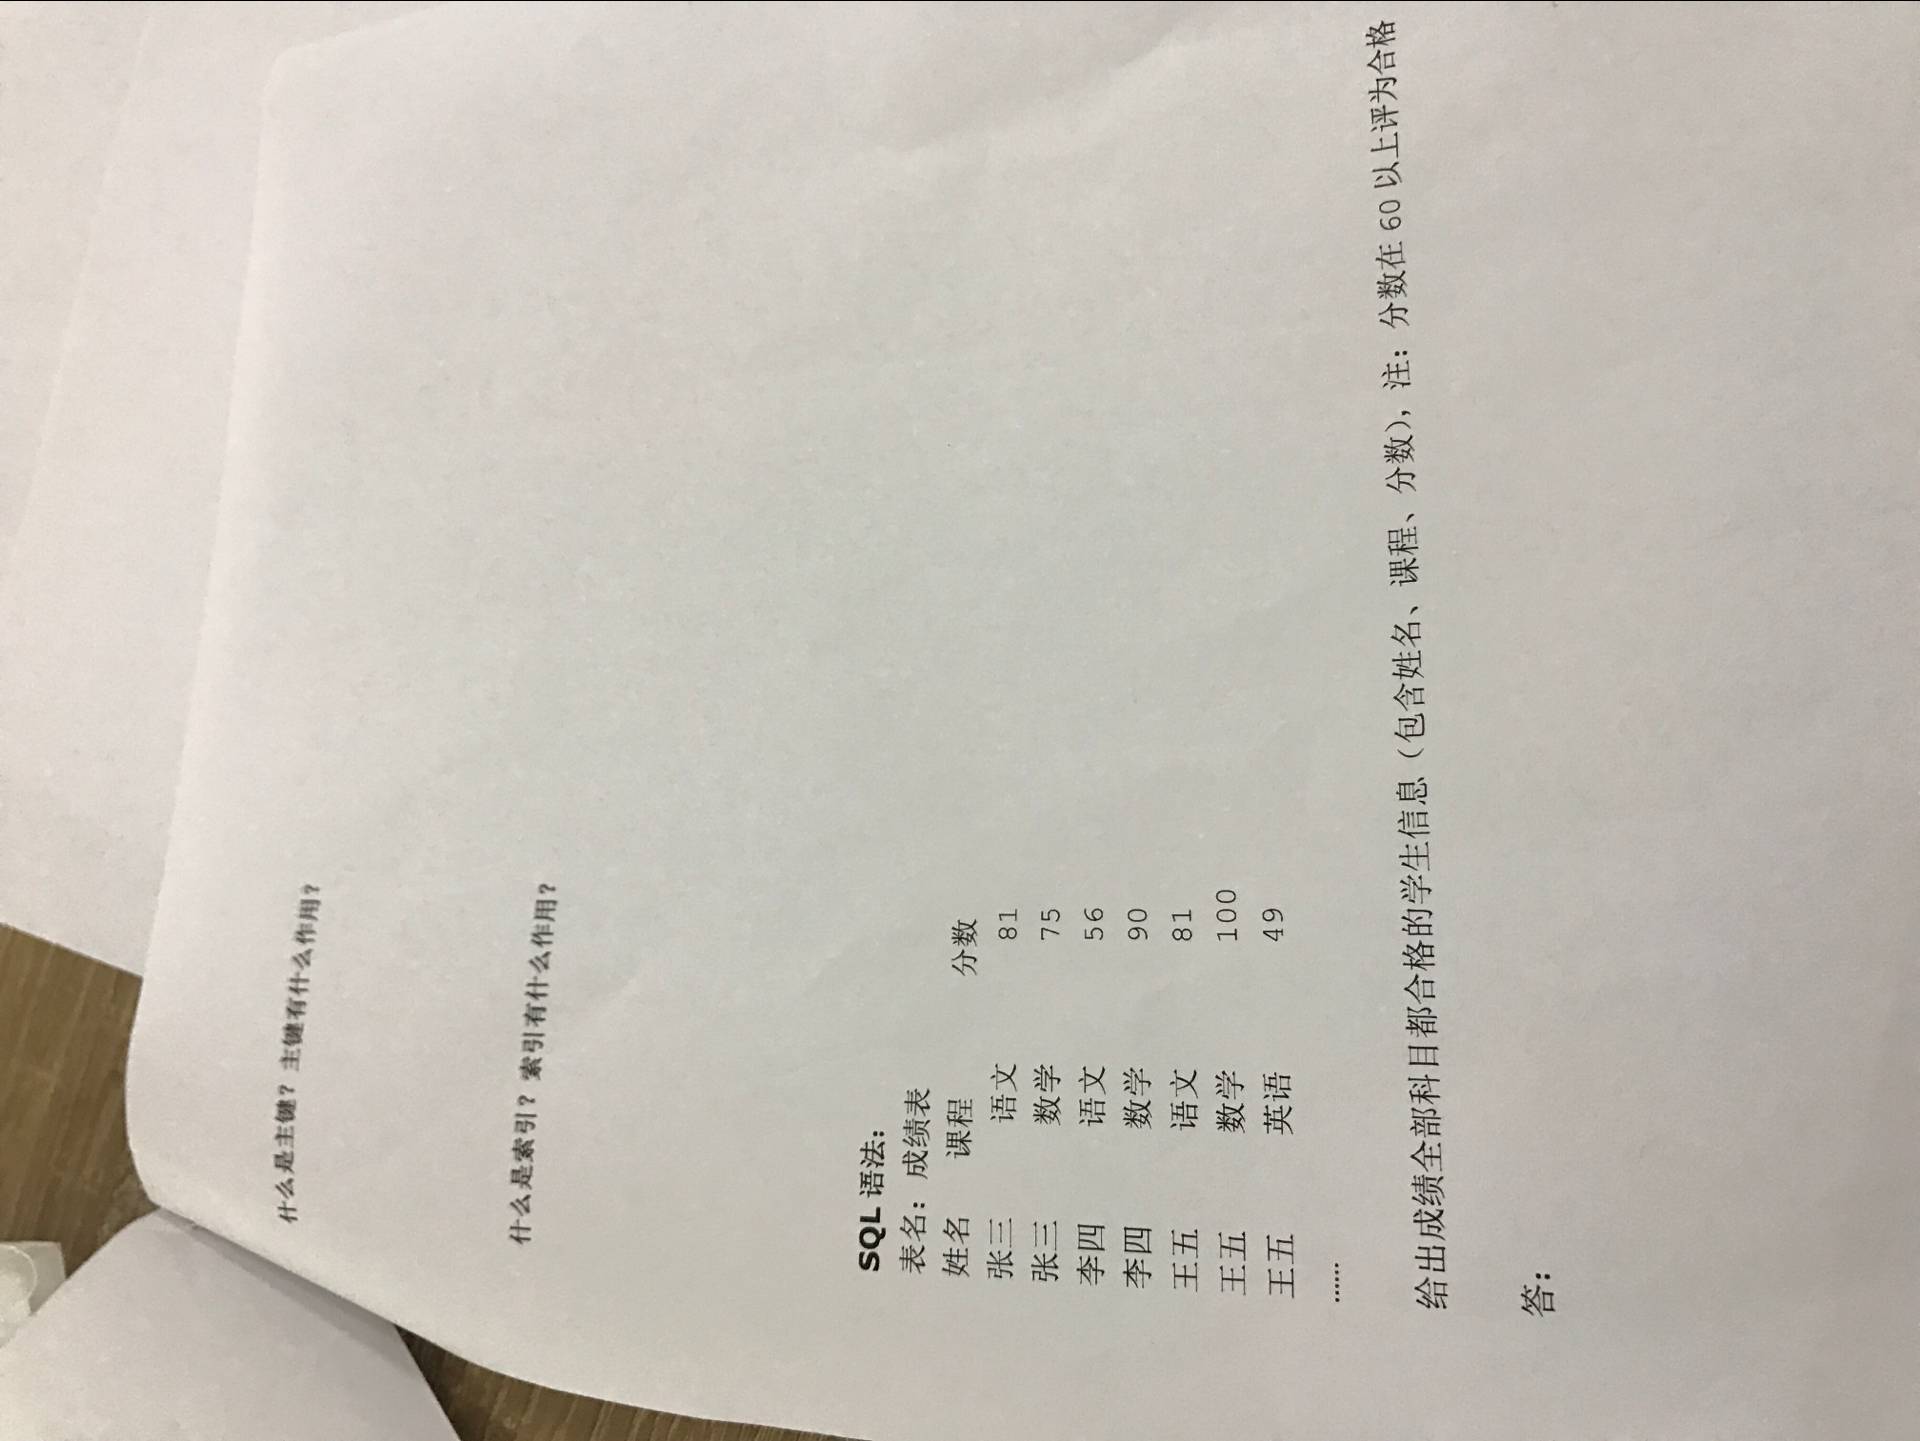 什么是主键？主键有什么作用？
什么是索引？索引有什么作用？
SQL 语法：
表名：成绩表
姓名 课程 分数
张三 语文 81
张三 数学 75
李四 语文 56
李四 数学 90
王五 语文 81
王五 数学 100
王五 英语 49
……
给出成绩全部科目都合格的学生信息（包含姓名、课程、分数），注：分数在 60 以上评为合格
答：